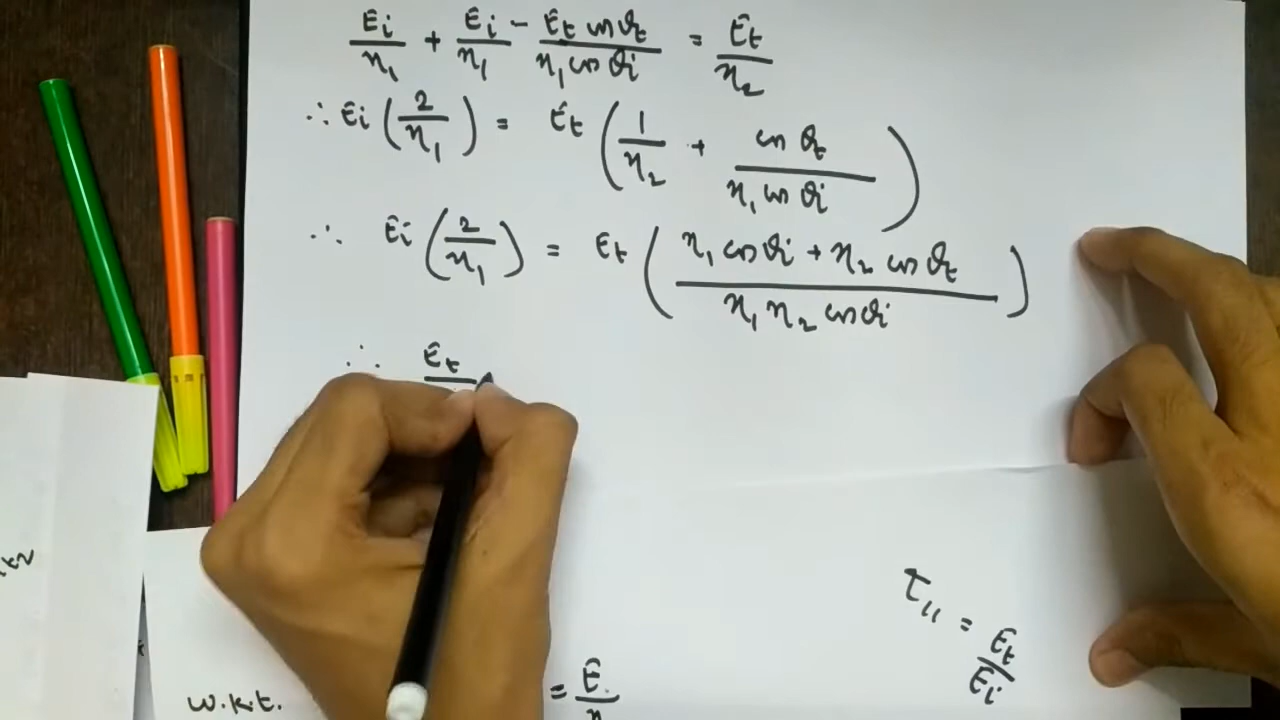 Ei/η1 + Ei/η1 - Et cos θt/η1 cos θi = Et/η2
∴ Ei (2/η1) = Et (1/η2 + cos θt/η1 cos θi)
∴ Ei (2/η1) = Et (η1 cos θi + η2 cos θt/η1 η2 cos θi)
∴ Et
τ11 = Et/Ei
w.k.t.